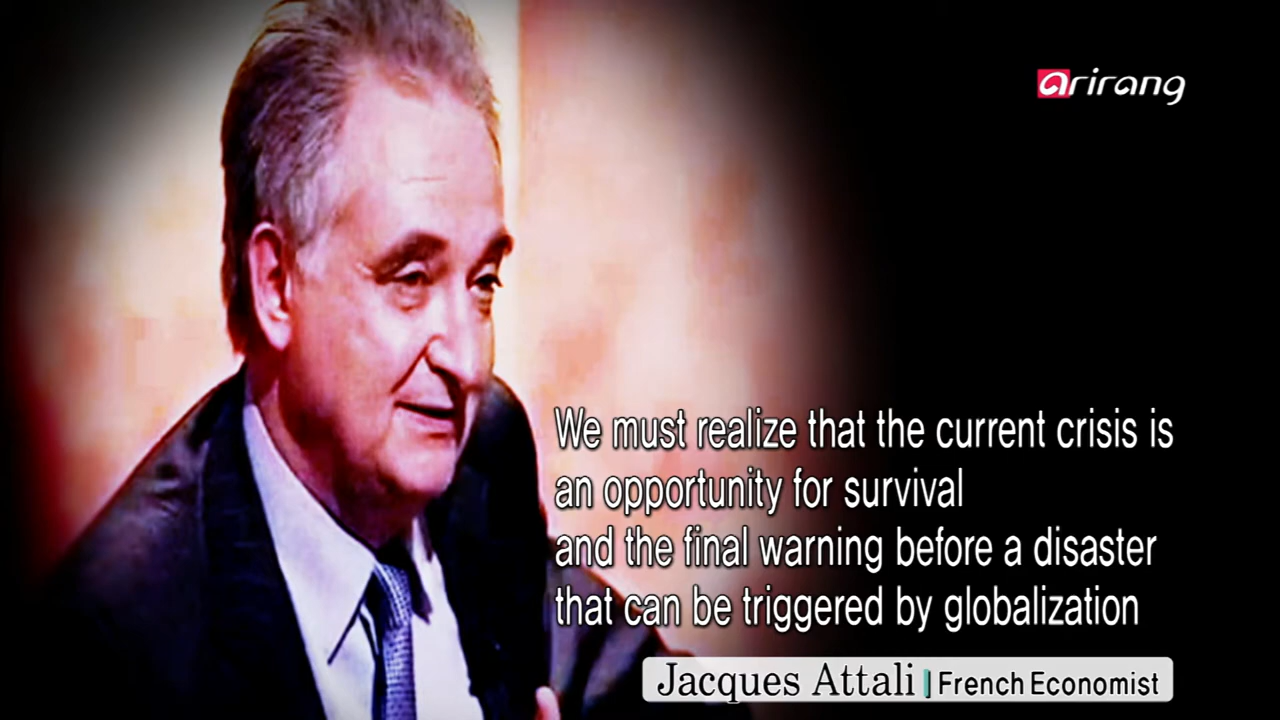 arirang
We must realize that the current crisis is
an opportunity for survival
and the final warning before a disaster
that can be triggered by globalization
Jacques Attali | French Economist